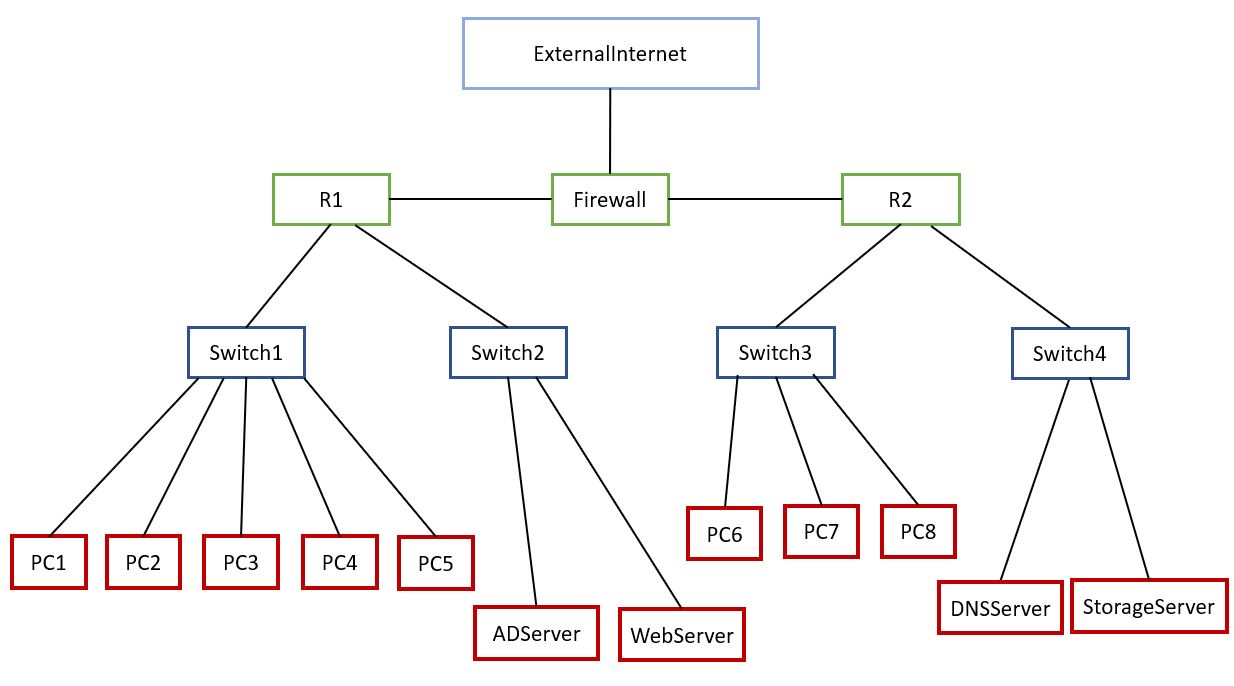 ExternalInternet
R1
Firewall
R2
Switch1
Switch2
Switch3
Switch4
PC1
PC2
PC3
PC4
PC5
PC6
PC7
PC8
ADServer
WebServer
DNSServer
StorageServer